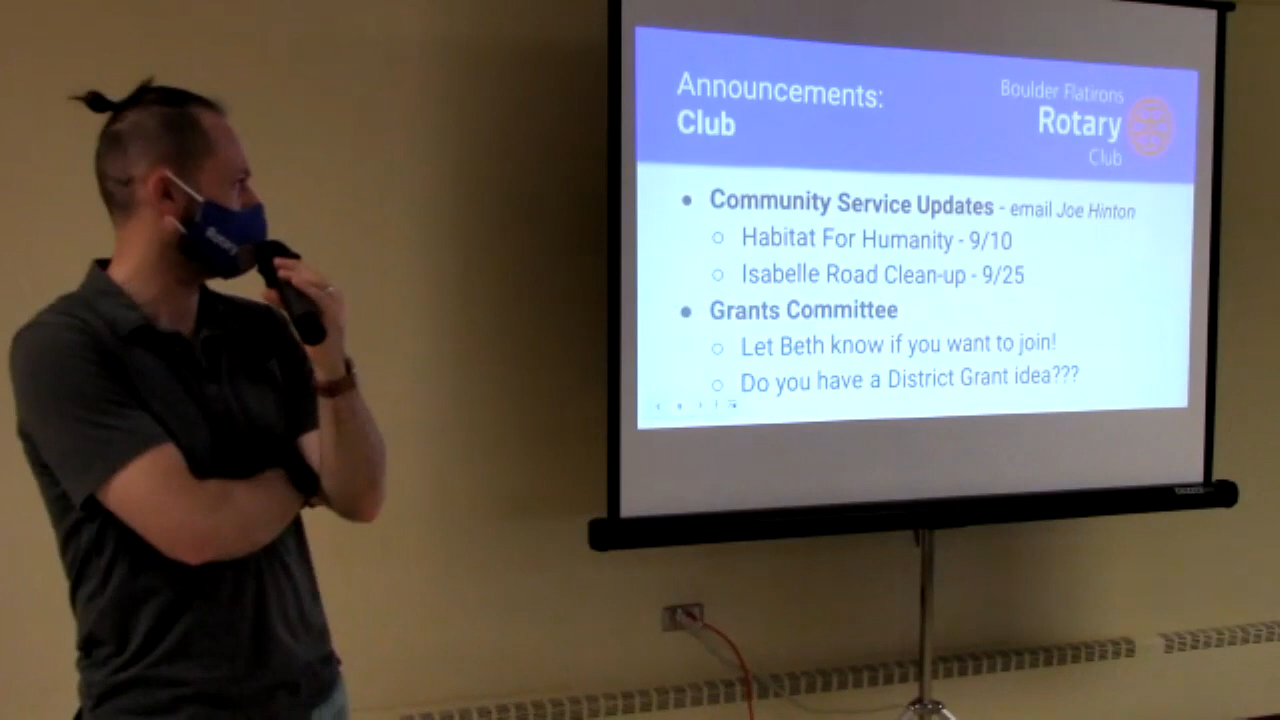 Announcements:
Club
Boulder Flatirons
Rotary
Club
Community Service Updates - email Joe Hinton
Habitat For Humanity - 9/10
Isabelle Road Clean-up - 9/25
Grants Committee
Let Beth know if you want to join!
Do you have a District Grant idea???
Rotary